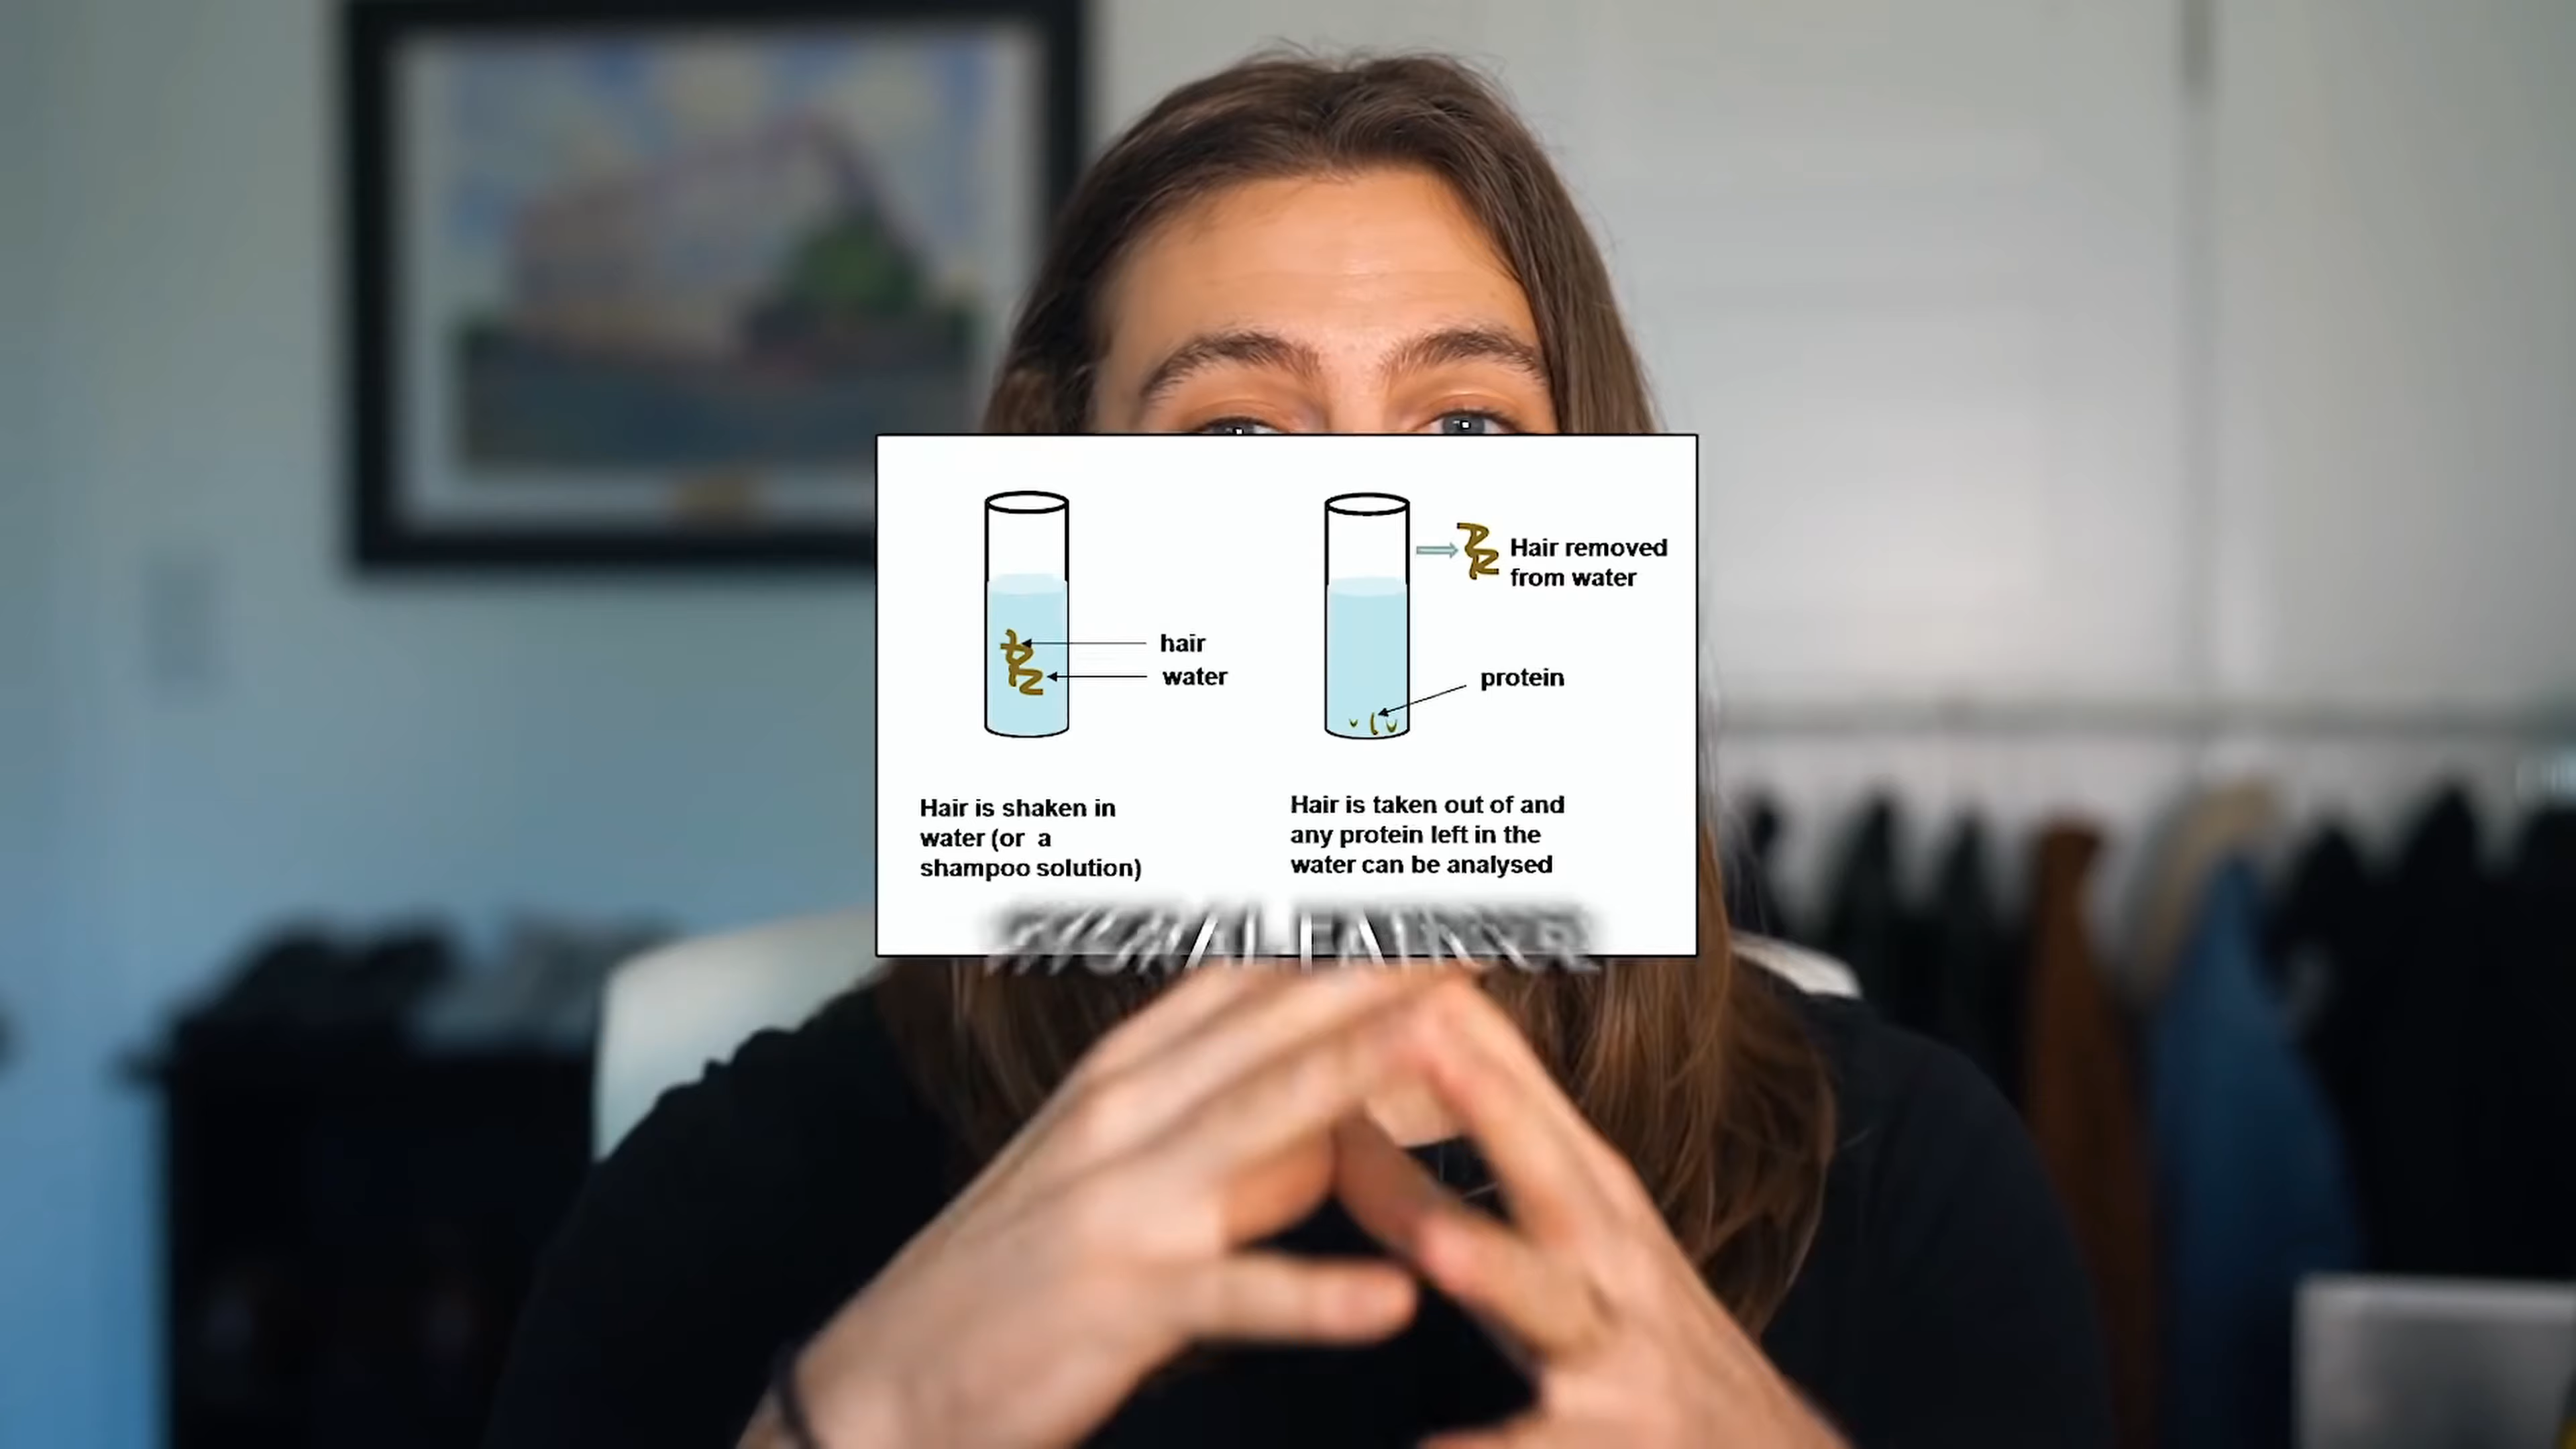 hair
water
Hair is shaken in
water (or a
shampoo solution)
Hair removed
from water
protein
Hair is taken out of and
any protein left in the
water can be analysed